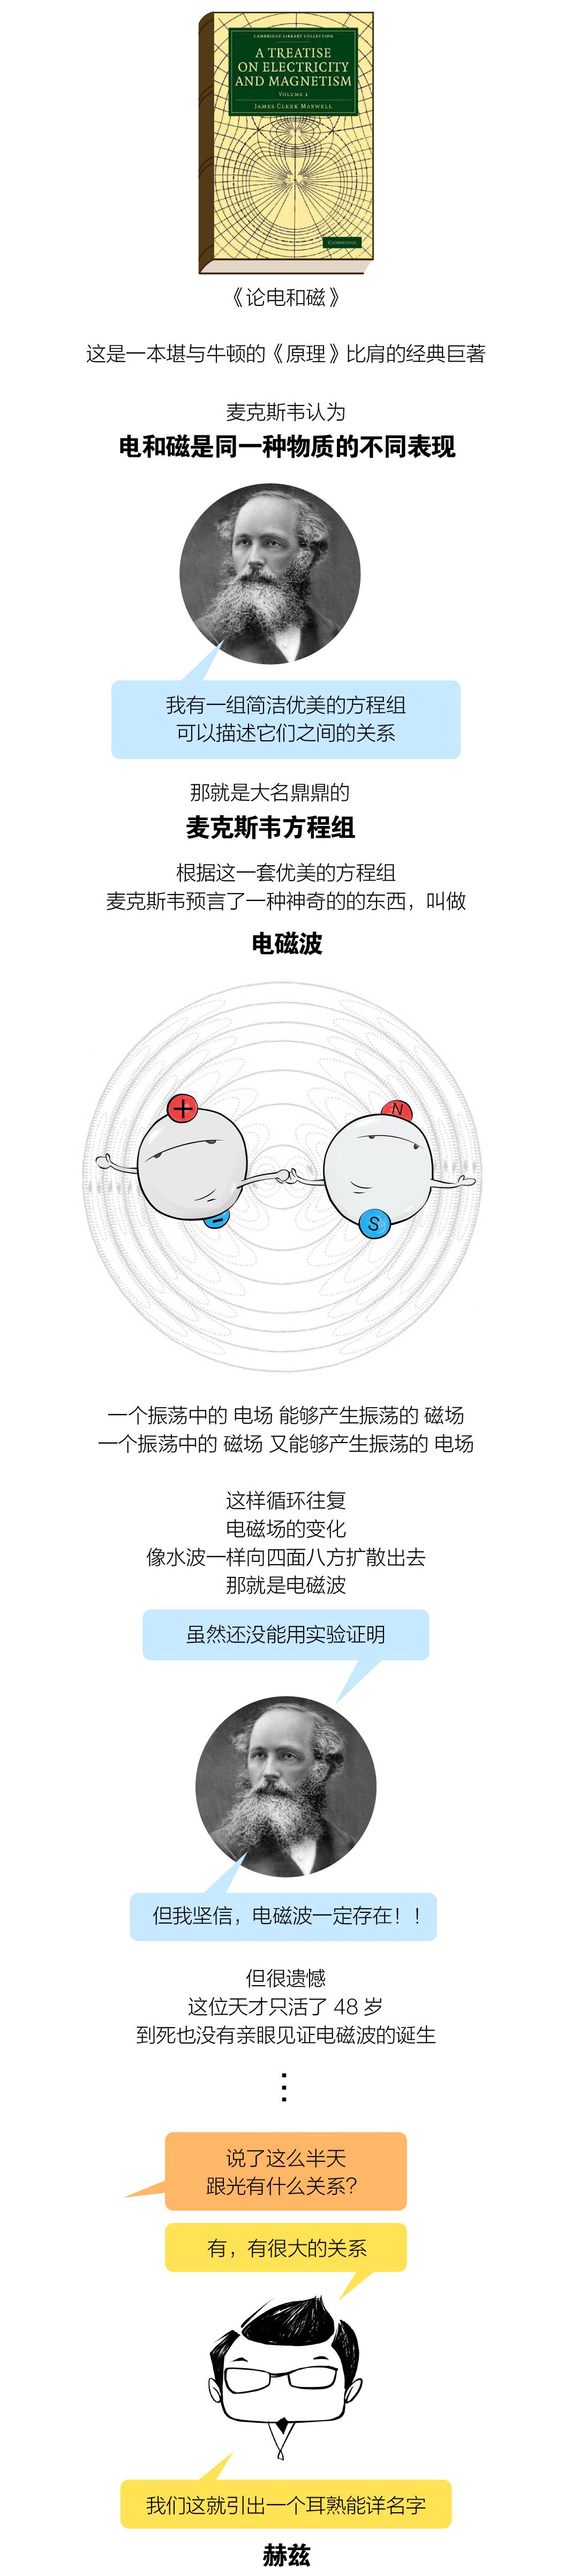 CAMBRIDGE LIBRARY COLLECTION
A TREATISE
ON ELECTRICITY
AND MAGNETISM
VOLUME 2
JAMES CLERK MAXWELL
CAMBRIDGE
《论电和磁》
这是一本堪与牛顿的《原理》比肩的经典巨著
麦克斯韦认为
电和磁是同一种物质的不同表现
我有一组简洁优美的方程组
可以描述它们之间的关系
那就是大名鼎鼎的
麦克斯韦方程组
根据这一套优美的方程组
麦克斯韦预言了一种神奇的的东西，叫做
电磁波
+
N
−
S
一个振荡中的 电场 能够产生振荡的 磁场
一个振荡中的 磁场 又能够产生振荡的 电场
这样循环往复
电磁场的变化
像水波一样向四面八方扩散出去
那就是电磁波
虽然还没能用实验证明
但我坚信，电磁波一定存在！！
但很遗憾
这位天才只活了 48 岁
到死也没有亲眼见证电磁波的诞生
⋮
说了这么半天
跟光有什么关系？
有，有很大的关系
我们这就引出一个耳熟能详名字
赫兹